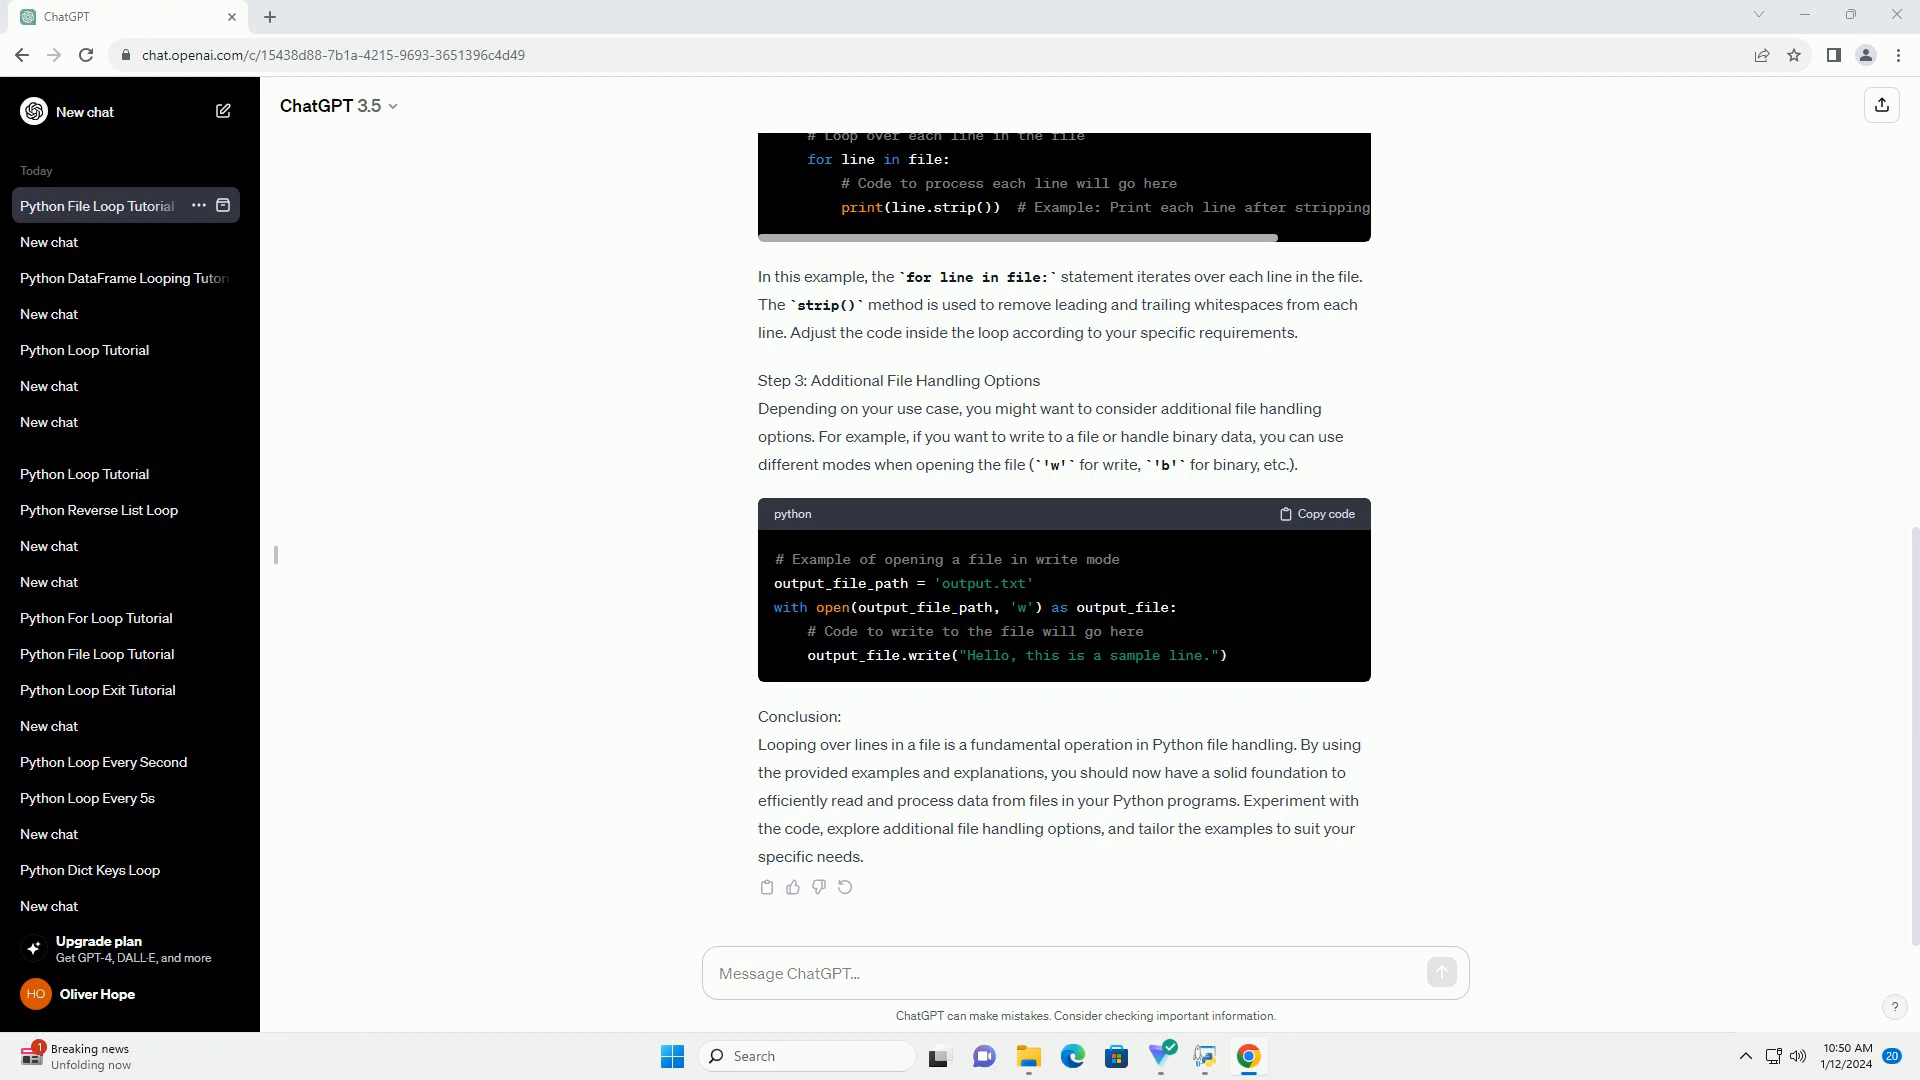 ChatGPT
chat.openai.com/c/15438d88-7b1a-4215-9693-3651396c4d49
New chat
Today
Python File Loop Tutorial
New chat
Python DataFrame Looping Tutori
New chat
Python Loop Tutorial
New chat
New chat
Python Loop Tutorial
Python Reverse List Loop
New chat
New chat
Python For Loop Tutorial
Python File Loop Tutorial
Python Loop Exit Tutorial
New chat
Python Loop Every Second
Python Loop Every 5s
New chat
Python Dict Keys Loop
New chat
Upgrade plan
Get GPT-4, DALL·E, and more
HO
Oliver Hope
ChatGPT 3.5
# Loop over each line in the file
for line in file:
# Code to process each line will go here
print(line.strip()) # Example: Print each line after stripping
In this example, the `for line in file:` statement iterates over each line in the file.
The `strip()` method is used to remove leading and trailing whitespaces from each
line. Adjust the code inside the loop according to your specific requirements.
Step 3: Additional File Handling Options
Depending on your use case, you might want to consider additional file handling
options. For example, if you want to write to a file or handle binary data, you can use
different modes when opening the file (`'w'` for write, `'b'` for binary, etc.).
python
Copy code
# Example of opening a file in write mode
output_file_path = 'output.txt'
with open(output_file_path, 'w') as output_file:
# Code to write to the file will go here
output_file.write("Hello, this is a sample line.")
Conclusion:
Looping over lines in a file is a fundamental operation in Python file handling. By using
the provided examples and explanations, you should now have a solid foundation to
efficiently read and process data from files in your Python programs. Experiment with
the code, explore additional file handling options, and tailor the examples to suit your
specific needs.
Message ChatGPT...
ChatGPT can make mistakes. Consider checking important information.
?
1
Breaking news
Unfolding now
Search
10:50 AM
1/12/2024
20